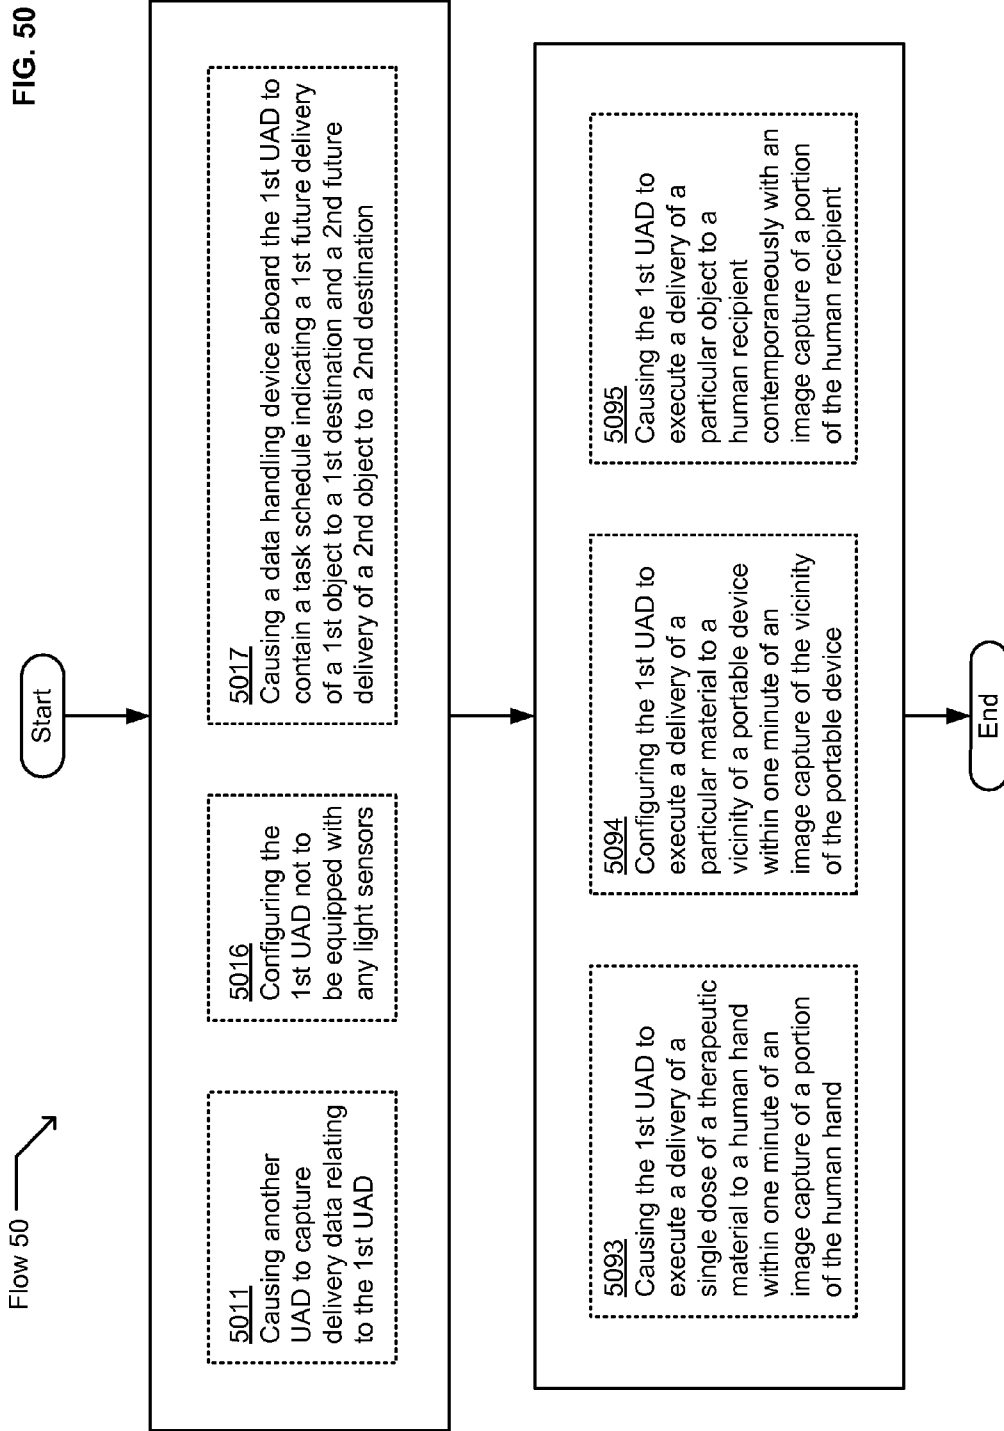 Flow 50
FIG. 50
Start
5011
Causing another
UAD to capture
delivery data relating
to the 1st UAD
5016
Configuring the
1st UAD not to
be equipped with
any light sensors
5017
Causing a data handling device aboard the 1st UAD to
contain a task schedule indicating a 1st future delivery
of a 1st object to a 1st destination and a 2nd future
delivery of a 2nd object to a 2nd destination
5093
Causing the 1st UAD to
execute a delivery of a
single dose of a therapeutic
material to a human hand
within one minute of an
image capture of a portion
of the human hand
5094
Configuring the 1st UAD to
execute a delivery of a
particular material to a
vicinity of a portable device
within one minute of an
image capture of the vicinity
of the portable device
5095
Causing the 1st UAD to
execute a delivery of a
particular object to a
human recipient
contemporaneously with an
image capture of a portion
of the human recipient
End